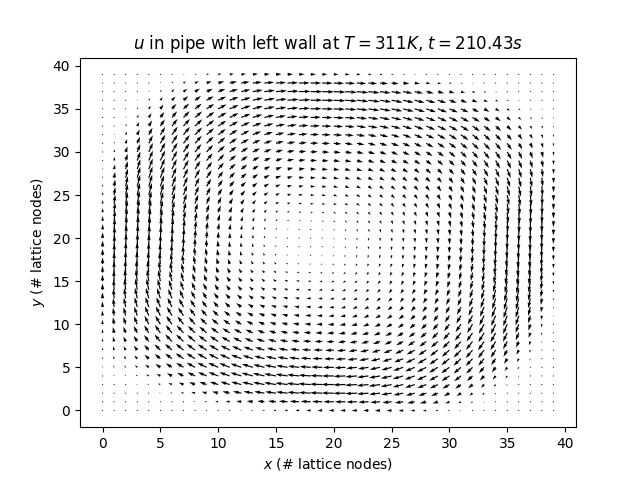 u in pipe with left wall at T = 311K, t = 210.43s
40
35
30
25
20
15
10
5
0
y (# lattice nodes)
0 5 10 15 20 25 30 35 40
x (# lattice nodes)